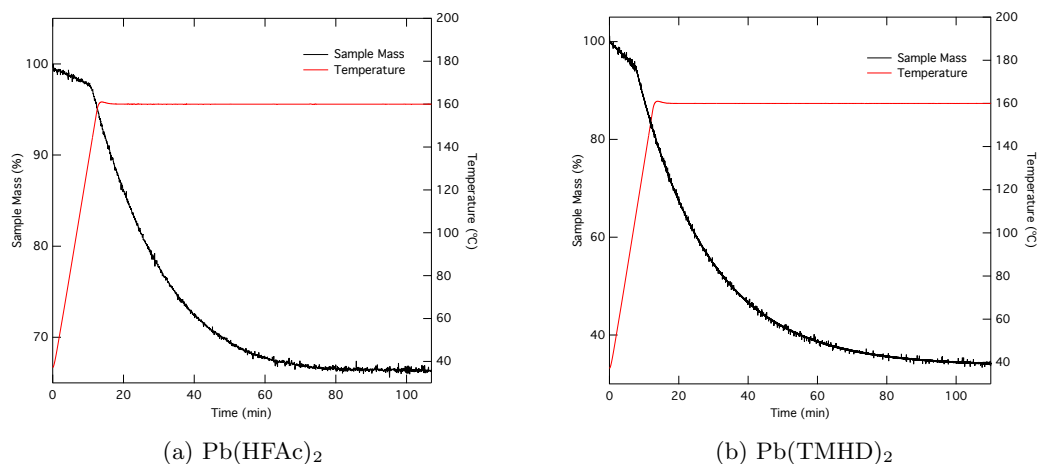 200
100
Sample Mass
Temperature
180
160
90
140
120
Sample Mass (%)
Temperature (°C)
100
80
80
60
70
40
0 20 40 60 80 100
Time (min)
(a) Pb(HFAc)2
200
100
Sample Mass
Temperature
180
160
80
140
120
Sample Mass (%)
Temperature (°C)
60
100
80
40
60
40
0 20 40 60 80 100
Time (min)
(b) Pb(TMHD)2